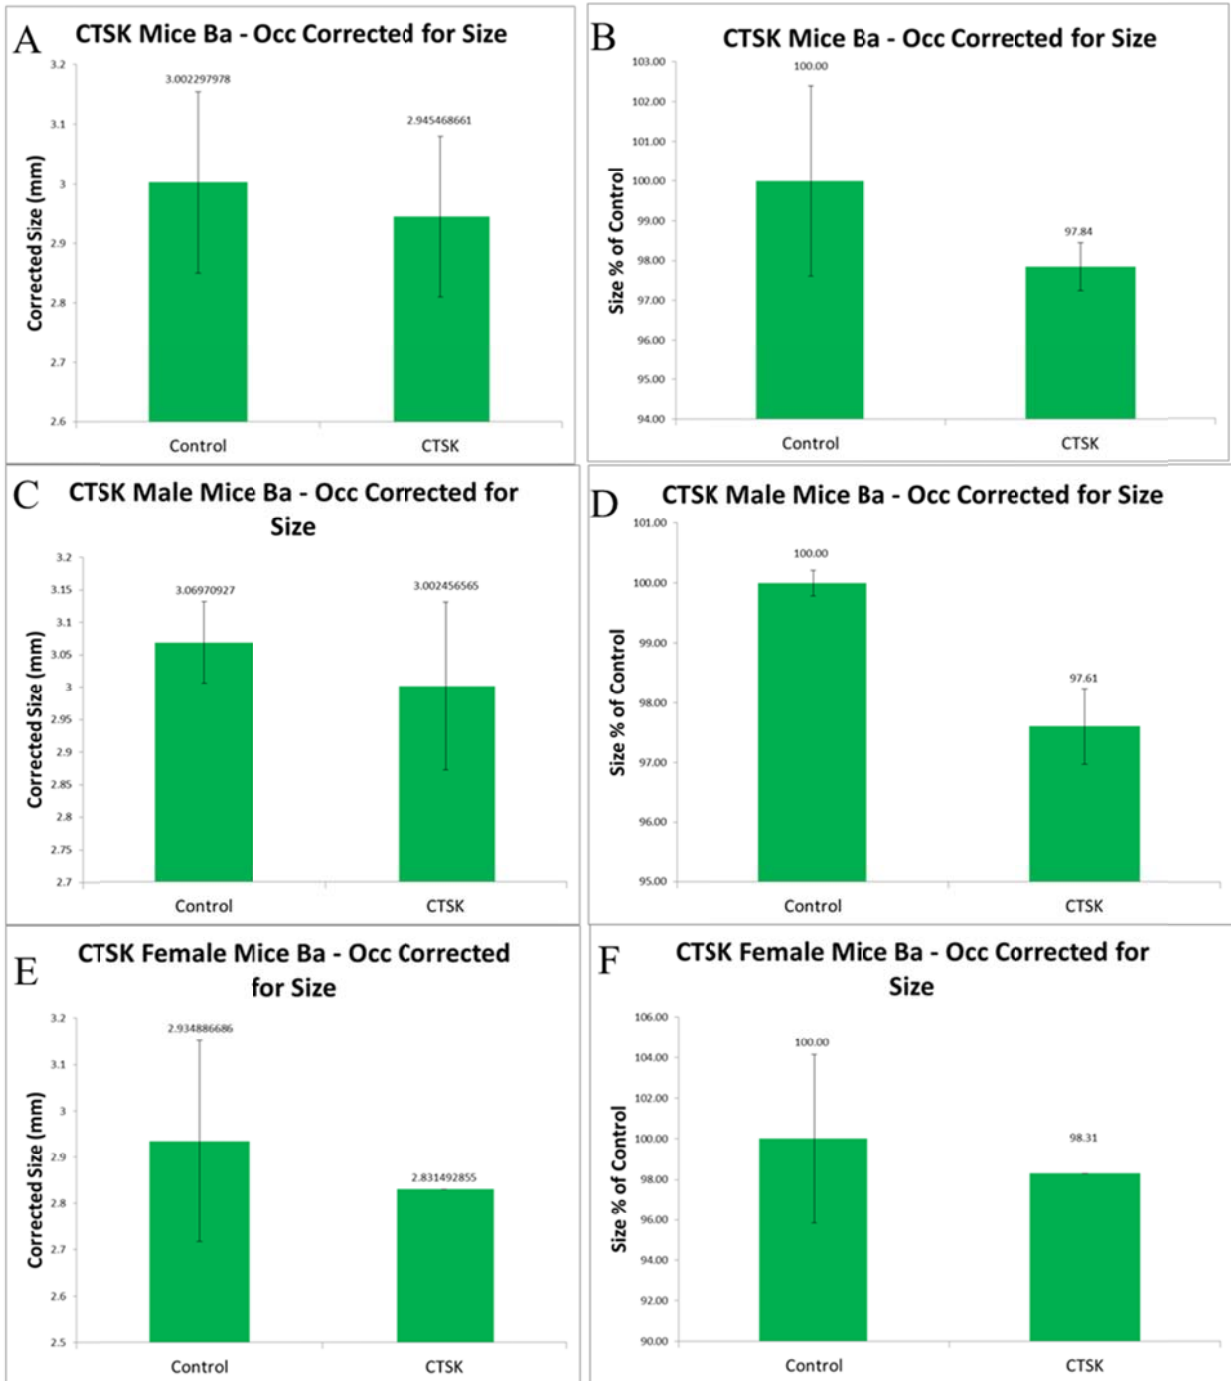 A
CTSK Mice Ba - Occ Corrected for Size
Corrected Size (mm)
3.2
3.1
3
2.9
2.8
2.7
2.6
3.002297978
2.945468661
Control
CTSK
B
CTSK Mice Ba - Occ Corrected for Size
Size % of Control
103.00
102.00
101.00
100.00
99.00
98.00
97.00
96.00
95.00
94.00
100.00
97.84
Control
CTSK
C
CTSK Male Mice Ba - Occ Corrected for
Size
Corrected Size (mm)
3.2
3.15
3.1
3.05
3
2.95
2.9
2.85
2.8
2.75
2.7
3.06970927
3.002456565
Control
CTSK
D
CTSK Male Mice Ba - Occ Corrected for Size
Size % of Control
101.00
100.00
99.00
98.00
97.00
96.00
95.00
100.00
97.61
Control
CTSK
E
CTSK Female Mice Ba - Occ Corrected
for Size
Corrected Size (mm)
3.2
3.1
3
2.9
2.8
2.7
2.6
2.5
2.934886686
2.831492855
Control
CTSK
F
CTSK Female Mice Ba - Occ Corrected for
Size
Size % of Control
106.00
104.00
102.00
100.00
98.00
96.00
94.00
92.00
90.00
100.00
98.31
Control
CTSK